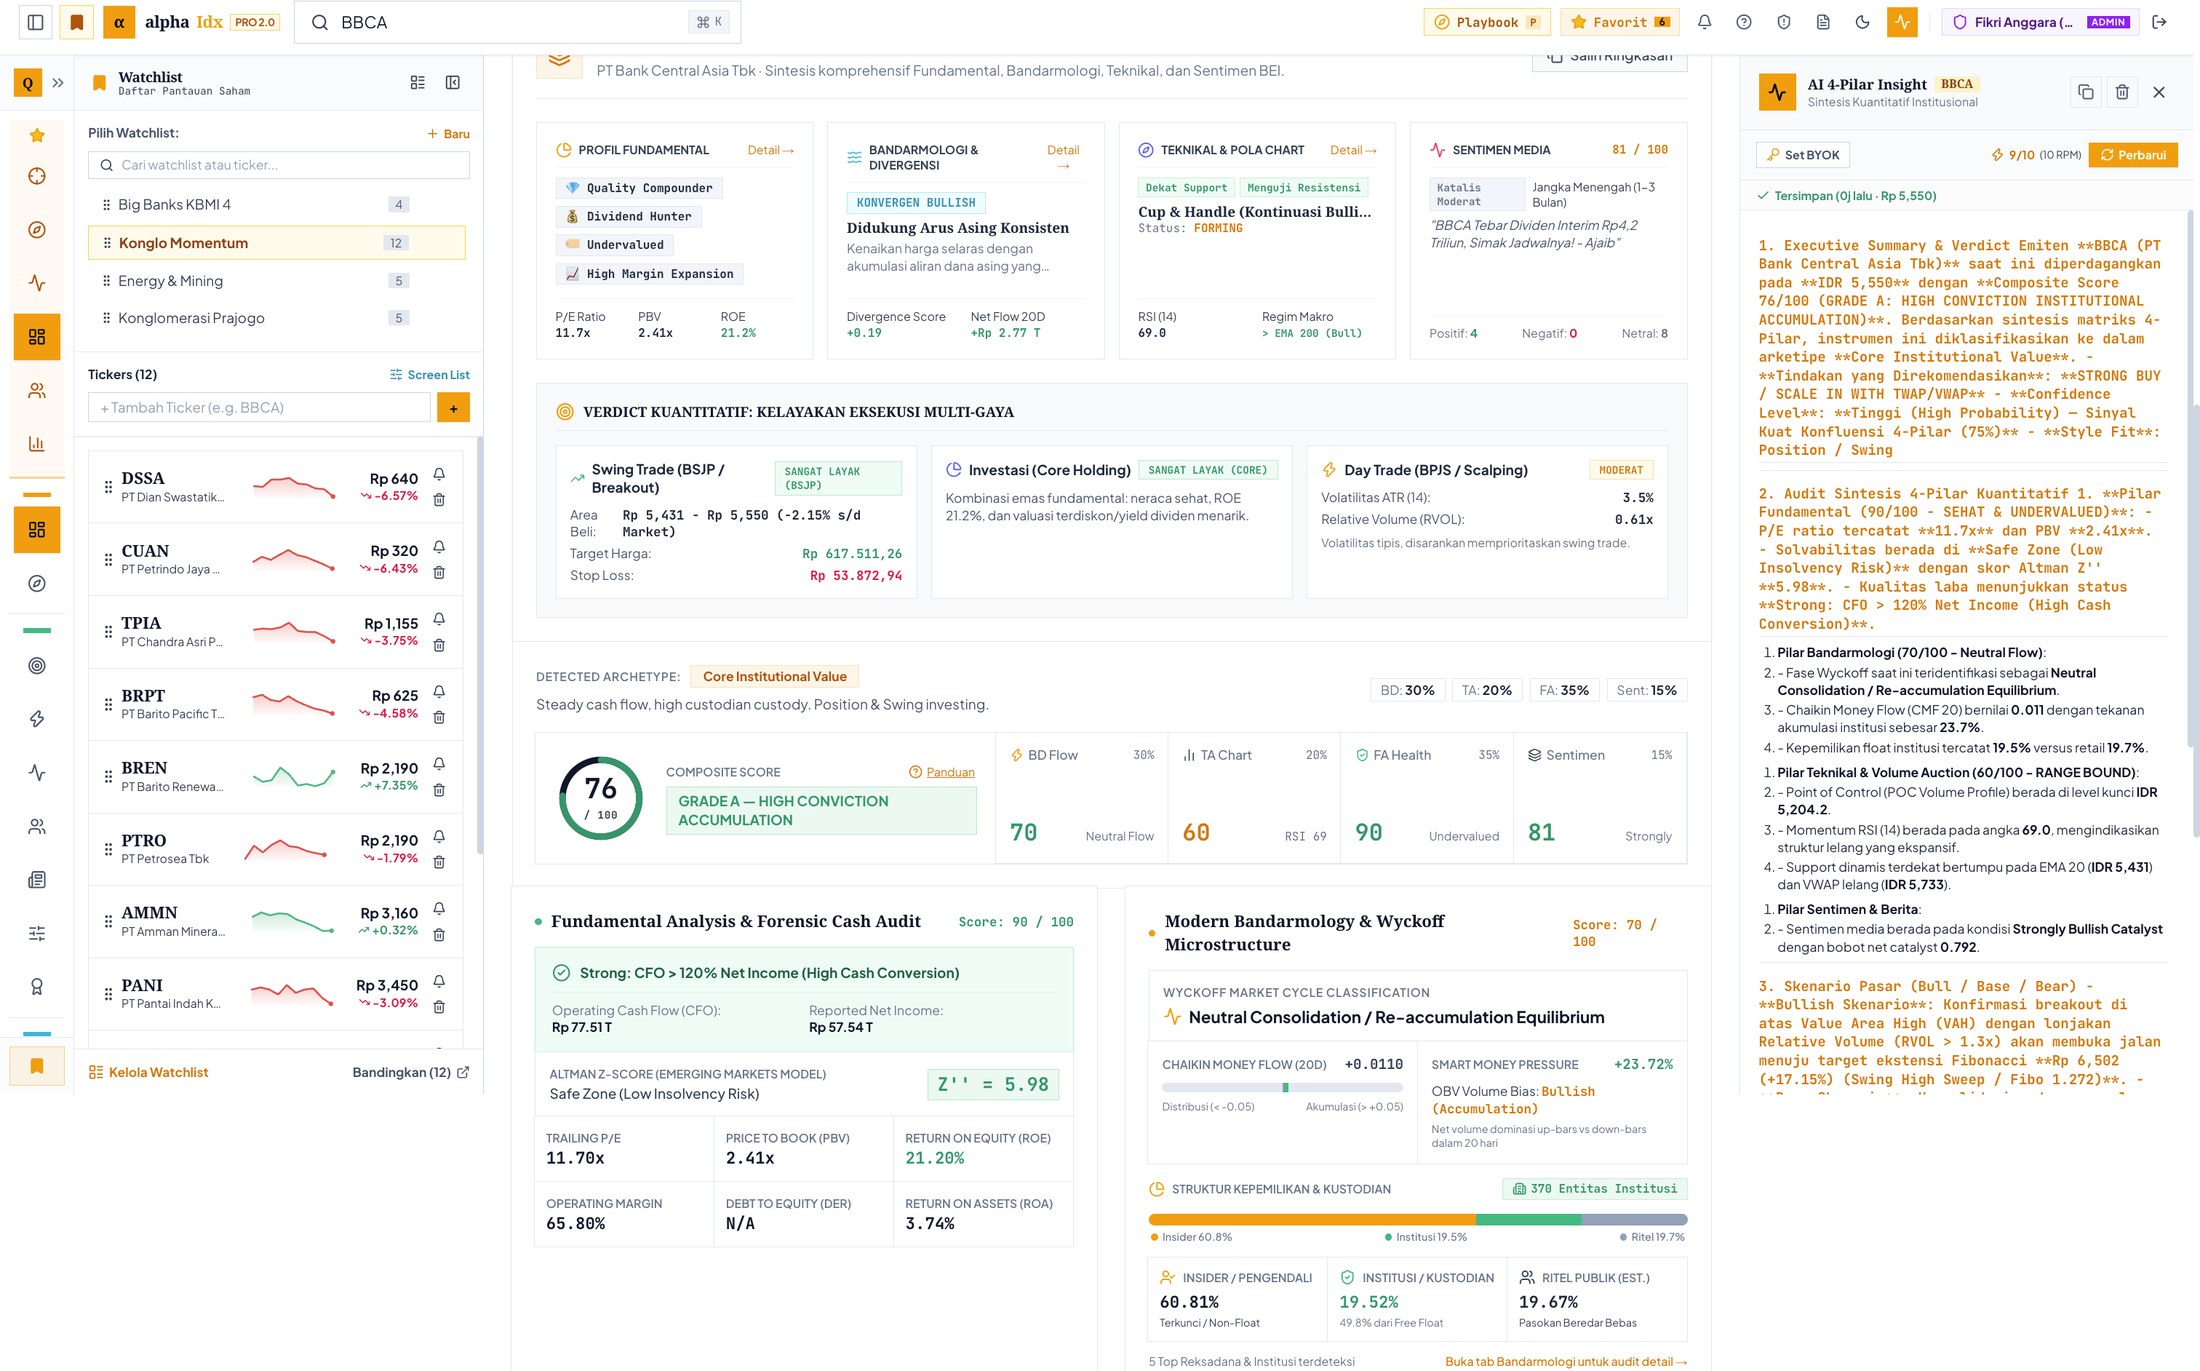 α
alpha Idx
PRO 2.0
BBCA
⌘ K
Playbook P
Favorit 6
Fikri Anggara (...
ADMIN
Q
Watchlist
Daftar Pantauan Saham
Pilih Watchlist:
+ Baru
Cari watchlist atau ticker...
Big Banks KBMI 4
4
Konglo Momentum
12
Energy & Mining
5
Konglomerasi Prajogo
5
Tickers (12)
Screen List
+ Tambah Ticker (e.g. BBCA)
+
DSSA
PT Dian Swastatik...
Rp 640
-6.57%
CUAN
PT Petrindo Jaya ...
Rp 320
-6.43%
TPIA
PT Chandra Asri P...
Rp 1,155
-3.75%
BRPT
PT Barito Pacific T...
Rp 625
-4.58%
BREN
PT Barito Renewa...
Rp 2,190
+7.35%
PTRO
PT Petrosea Tbk
Rp 2,190
-1.79%
AMMN
PT Amman Minera...
Rp 3,160
+0.32%
PANI
PT Pantai Indah K...
Rp 3,450
-3.09%
Kelola Watchlist
Bandingkan (12)
PT Bank Central Asia Tbk · Sintesis komprehensif Fundamental, Bandarmologi, Teknikal, dan Sentimen BEI.
Salin Ringkasan
PROFIL FUNDAMENTAL
Detail →
Quality Compounder
Dividend Hunter
Undervalued
High Margin Expansion
P/E Ratio
11.7x
PBV
2.41x
ROE
21.2%
BANDARMOLOGI &
DIVERGENSI
Detail
→
KONVERGEN BULLISH
Didukung Arus Asing Konsisten
Kenaikan harga selaras dengan
akumulasi aliran dana asing yang...
Divergence Score
+0.19
Net Flow 20D
+Rp 2.77 T
TEKNIKAL & POLA CHART
Detail →
Dekat Support
Menguji Resistensi
Cup & Handle (Kontinuasi Bulli...
Status: FORMING
RSI (14)
69.0
Regim Makro
> EMA 200 (Bull)
SENTIMEN MEDIA
81 / 100
Katalis
Moderat
Jangka Menengah (1-3
Bulan)
"BBCA Tebar Dividen Interim Rp4,2
Triliun, Simak Jadwalnya! - Ajaib"
Positif: 4
Negatif: 0
Netral: 8
VERDICT KUANTITATIF: KELAYAKAN EKSEKUSI MULTI-GAYA
Swing Trade (BSJP /
Breakout)
SANGAT LAYAK
(BSJP)
Area
Beli:
Rp 5,431 - Rp 5,550 (-2.15% s/d
Market)
Target Harga:
Rp 617.511,26
Stop Loss:
Rp 53.872,94
Investasi (Core Holding)
SANGAT LAYAK (CORE)
Kombinasi emas fundamental: neraca sehat, ROE
21.2%, dan valuasi terdiskon/yield dividen menarik.
Day Trade (BPJS / Scalping)
MODERAT
Volatilitas ATR (14):
3.5%
Relative Volume (RVOL):
0.61x
Volatilitas tipis, disarankan memprioritaskan swing trade.
DETECTED ARCHETYPE:
Core Institutional Value
Steady cash flow, high custodian custody. Position & Swing investing.
BD: 30%
TA: 20%
FA: 35%
Sent: 15%
76
/ 100
COMPOSITE SCORE
Panduan
GRADE A — HIGH CONVICTION
ACCUMULATION
BD Flow
30%
70
Neutral Flow
TA Chart
20%
60
RSI 69
FA Health
35%
90
Undervalued
Sentimen
15%
81
Strongly
Fundamental Analysis & Forensic Cash Audit
Score: 90 / 100
Strong: CFO > 120% Net Income (High Cash Conversion)
Operating Cash Flow (CFO):
Rp 77.51 T
Reported Net Income:
Rp 57.54 T
ALTMAN Z-SCORE (EMERGING MARKETS MODEL)
Safe Zone (Low Insolvency Risk)
Z'' = 5.98
TRAILING P/E
11.70x
PRICE TO BOOK (PBV)
2.41x
RETURN ON EQUITY (ROE)
21.20%
OPERATING MARGIN
65.80%
DEBT TO EQUITY (DER)
N/A
RETURN ON ASSETS (ROA)
3.74%
Modern Bandarmology & Wyckoff
Microstructure
Score: 70 /
100
WYCKOFF MARKET CYCLE CLASSIFICATION
Neutral Consolidation / Re-accumulation Equilibrium
CHAIKIN MONEY FLOW (20D)
+0.0110
Distribusi (< -0.05)
Akumulasi (> +0.05)
SMART MONEY PRESSURE
+23.72%
OBV Volume Bias: Bullish
(Accumulation)
Net volume dominasi up-bars vs down-bars
dalam 20 hari
STRUKTUR KEPEMILIKAN & KUSTODIAN
370 Entitas Institusi
Insider 60.8%
Institusi 19.5%
Ritel 19.7%
INSIDER / PENGENDALI
60.81%
Terkunci / Non-Float
INSTITUSI / KUSTODIAN
19.52%
49.8% dari Free Float
RITEL PUBLIK (EST.)
19.67%
Pasokan Beredar Bebas
5 Top Reksadana & Institusi terdeteksi
Buka tab Bandarmologi untuk audit detail →
AI 4-Pilar Insight
BBCA
Sintesis Kuantitatif Institusional
Set BYOK
9/10 (10 RPM)
Perbarui
Tersimpan (0j lalu · Rp 5,550)
1. Executive Summary & Verdict Emiten **BBCA (PT
Bank Central Asia Tbk)** saat ini diperdagangkan
pada **IDR 5,550** dengan **Composite Score
76/100 (GRADE A: HIGH CONVICTION INSTITUTIONAL
ACCUMULATION)**. Berdasarkan sintesis matriks 4-
Pilar, instrumen ini diklasifikasikan ke dalam
arketipe **Core Institutional Value**. -
**Tindakan yang Direkomendasikan**: **STRONG BUY
/ SCALE IN WITH TWAP/VWAP** - **Confidence
Level**: **Tinggi (High Probability) — Sinyal
Kuat Konfluensi 4-Pilar (75%)** - **Style Fit**:
Position / Swing
2. Audit Sintesis 4-Pilar Kuantitatif 1. **Pilar
Fundamental (90/100 - SEHAT & UNDERVALUED)**: -
P/E ratio tercatat **11.7x** dan PBV **2.41x**.
- Solvabilitas berada di **Safe Zone (Low
Insolvency Risk)** dengan skor Altman Z''
**5.98**. - Kualitas laba menunjukkan status
**Strong: CFO > 120% Net Income (High Cash
Conversion)**.
1. Pilar Bandarmologi (70/100 - Neutral Flow):
2. - Fase Wyckoff saat ini teridentifikasi sebagai Neutral
Consolidation / Re-accumulation Equilibrium.
3. - Chaikin Money Flow (CMF 20) bernilai 0.011 dengan tekanan
akumulasi institusi sebesar 23.7%.
4. - Kepemilikan float institusi tercatat 19.5% versus retail 19.7%.
1. Pilar Teknikal & Volume Auction (60/100 - RANGE BOUND):
2. - Point of Control (POC Volume Profile) berada di level kunci IDR
5,204.2.
3. - Momentum RSI (14) berada pada angka 69.0, mengindikasikan
struktur lelang yang ekspansif.
4. - Support dinamis terdekat bertumpu pada EMA 20 (IDR 5,431)
dan VWAP lelang (IDR 5,733).
1. Pilar Sentimen & Berita:
2. - Sentimen media berada pada kondisi Strongly Bullish Catalyst
dengan bobot net catalyst 0.792.
3. Skenario Pasar (Bull / Base / Bear) -
**Bullish Skenario**: Konfirmasi breakout di
atas Value Area High (VAH) dengan lonjakan
Relative Volume (RVOL > 1.3x) akan membuka jalan
menuju target ekstensi Fibonacci **Rp 6,502
(+17.15%) (Swing High Sweep / Fibo 1.272)**. -